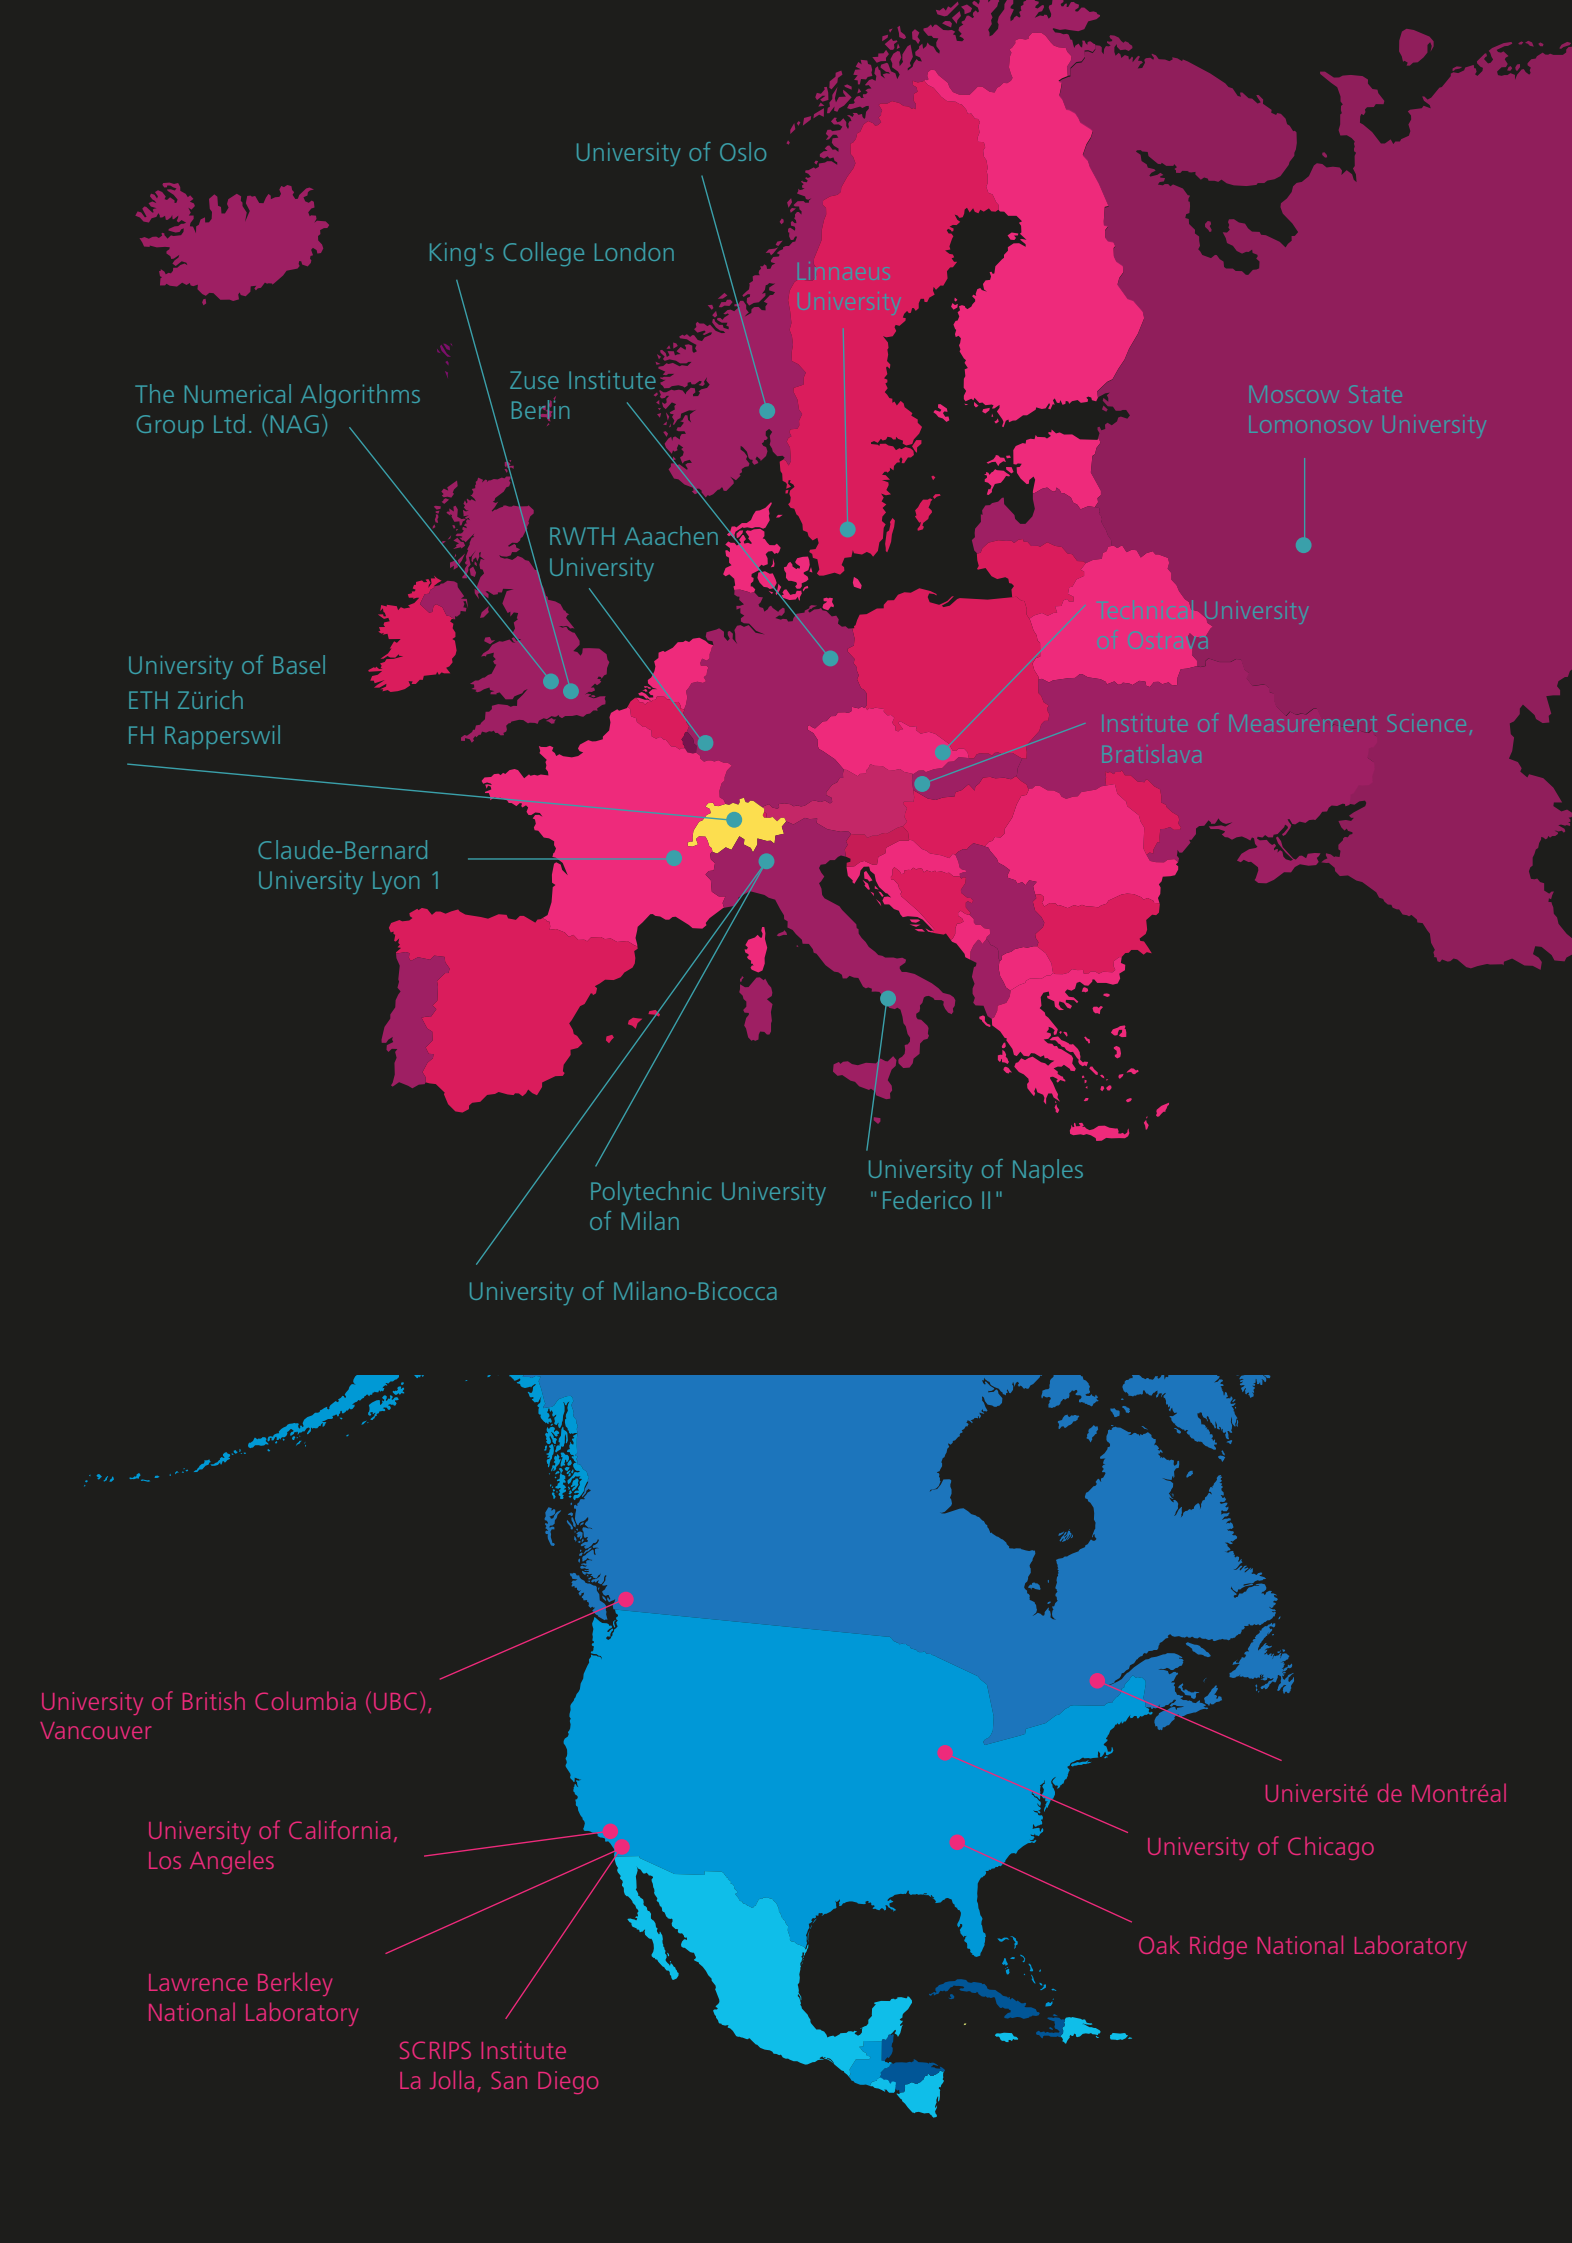 University of Oslo
King's College London
Linnaeus
University
Zuse Institute
Berlin
The Numerical Algorithms
Group Ltd. (NAG)
Moscow State
Lomonosov University
RWTH Aaachen
University
Technical University
of Ostrava
University of Basel
ETH Zürich
FH Rapperswil
Institute of Measurement Science,
Bratislava
Claude-Bernard
University Lyon 1
University of Naples
"Federico II"
Polytechnic University
of Milan
University of Milano-Bicocca
University of British Columbia (UBC),
Vancouver
Université de Montréal
University of California,
Los Angeles
University of Chicago
Oak Ridge National Laboratory
Lawrence Berkley
National Laboratory
SCRIPS Institute
La Jolla, San Diego